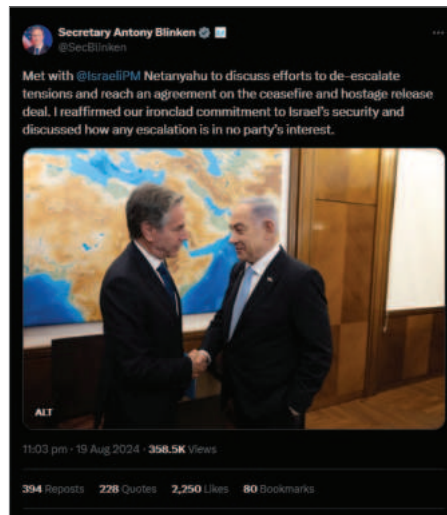 Secretary Antony Blinken
@SecBlinken
Met with @IsraeliPM Netanyahu to discuss efforts to de-escalate
tensions and reach an agreement on the ceasefire and hostage release
deal. I reaffirmed our ironclad commitment to Israel's security and
discussed how any escalation is in no party's interest.
ALT
11:03 pm · 19 Aug 2024 · 358.5K Views
394 Reposts 228 Quotes 2,250 Likes 80 Bookmarks